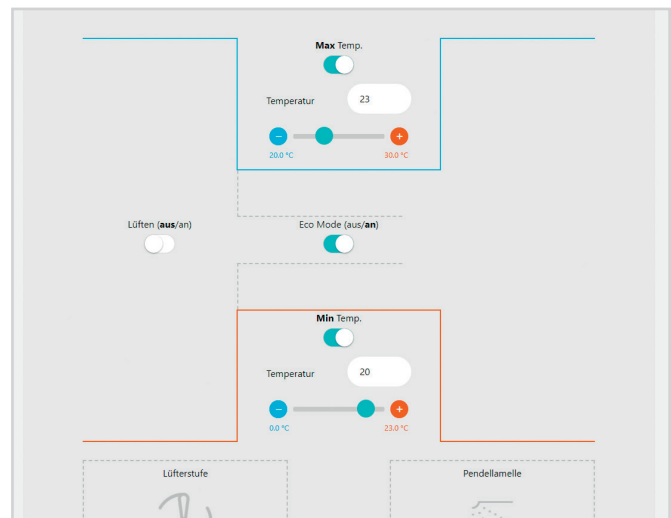 Max Temp.
Temperatur 23
− +
20.0 °C 30.0 °C
Lüften (aus/an) Eco Mode (aus/an)
Min Temp.
Temperatur 20
− +
0.0 °C 23.0 °C
Lüfterstufe Pendellamelle